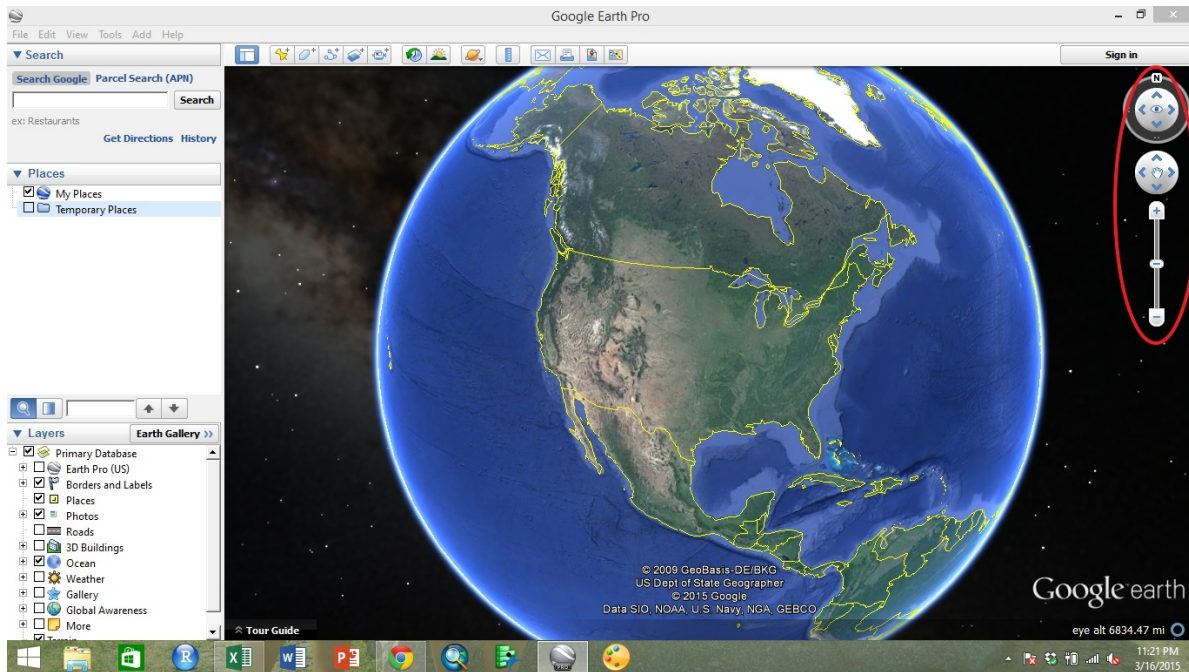 Google Earth Pro
File Edit View Tools Add Help
▼ Search
Sign in
Search Google Parcel Search (APN)
Search
ex: Restaurants
Get Directions History
N
▼ Places
My Places
Temporary Places
▼ Layers
Earth Gallery >>
Primary Database
Earth Pro (US)
Borders and Labels
Places
Photos
Roads
3D Buildings
Ocean
Weather
Gallery
Global Awareness
More
Terrain
© 2009 GeoBasis-DE/BKG
US Dept of State Geographer
© 2015 Google
Data SIO, NOAA, U.S. Navy, NGA, GEBCO
Google earth
Tour Guide
eye alt 6834.47 mi
R
X
W
P
PRO
11:21 PM
3/16/2015